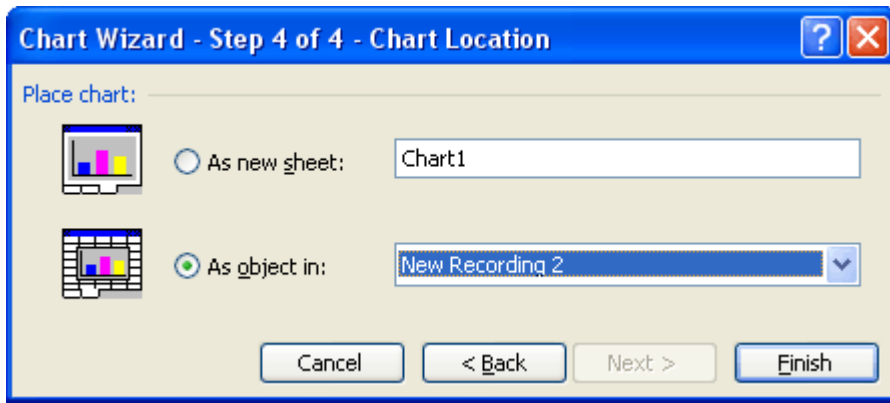 Chart Wizard - Step 4 of 4 - Chart Location
Place chart:
As new sheet: Chart1
As object in: New Recording 2
Cancel < Back Next > Finish